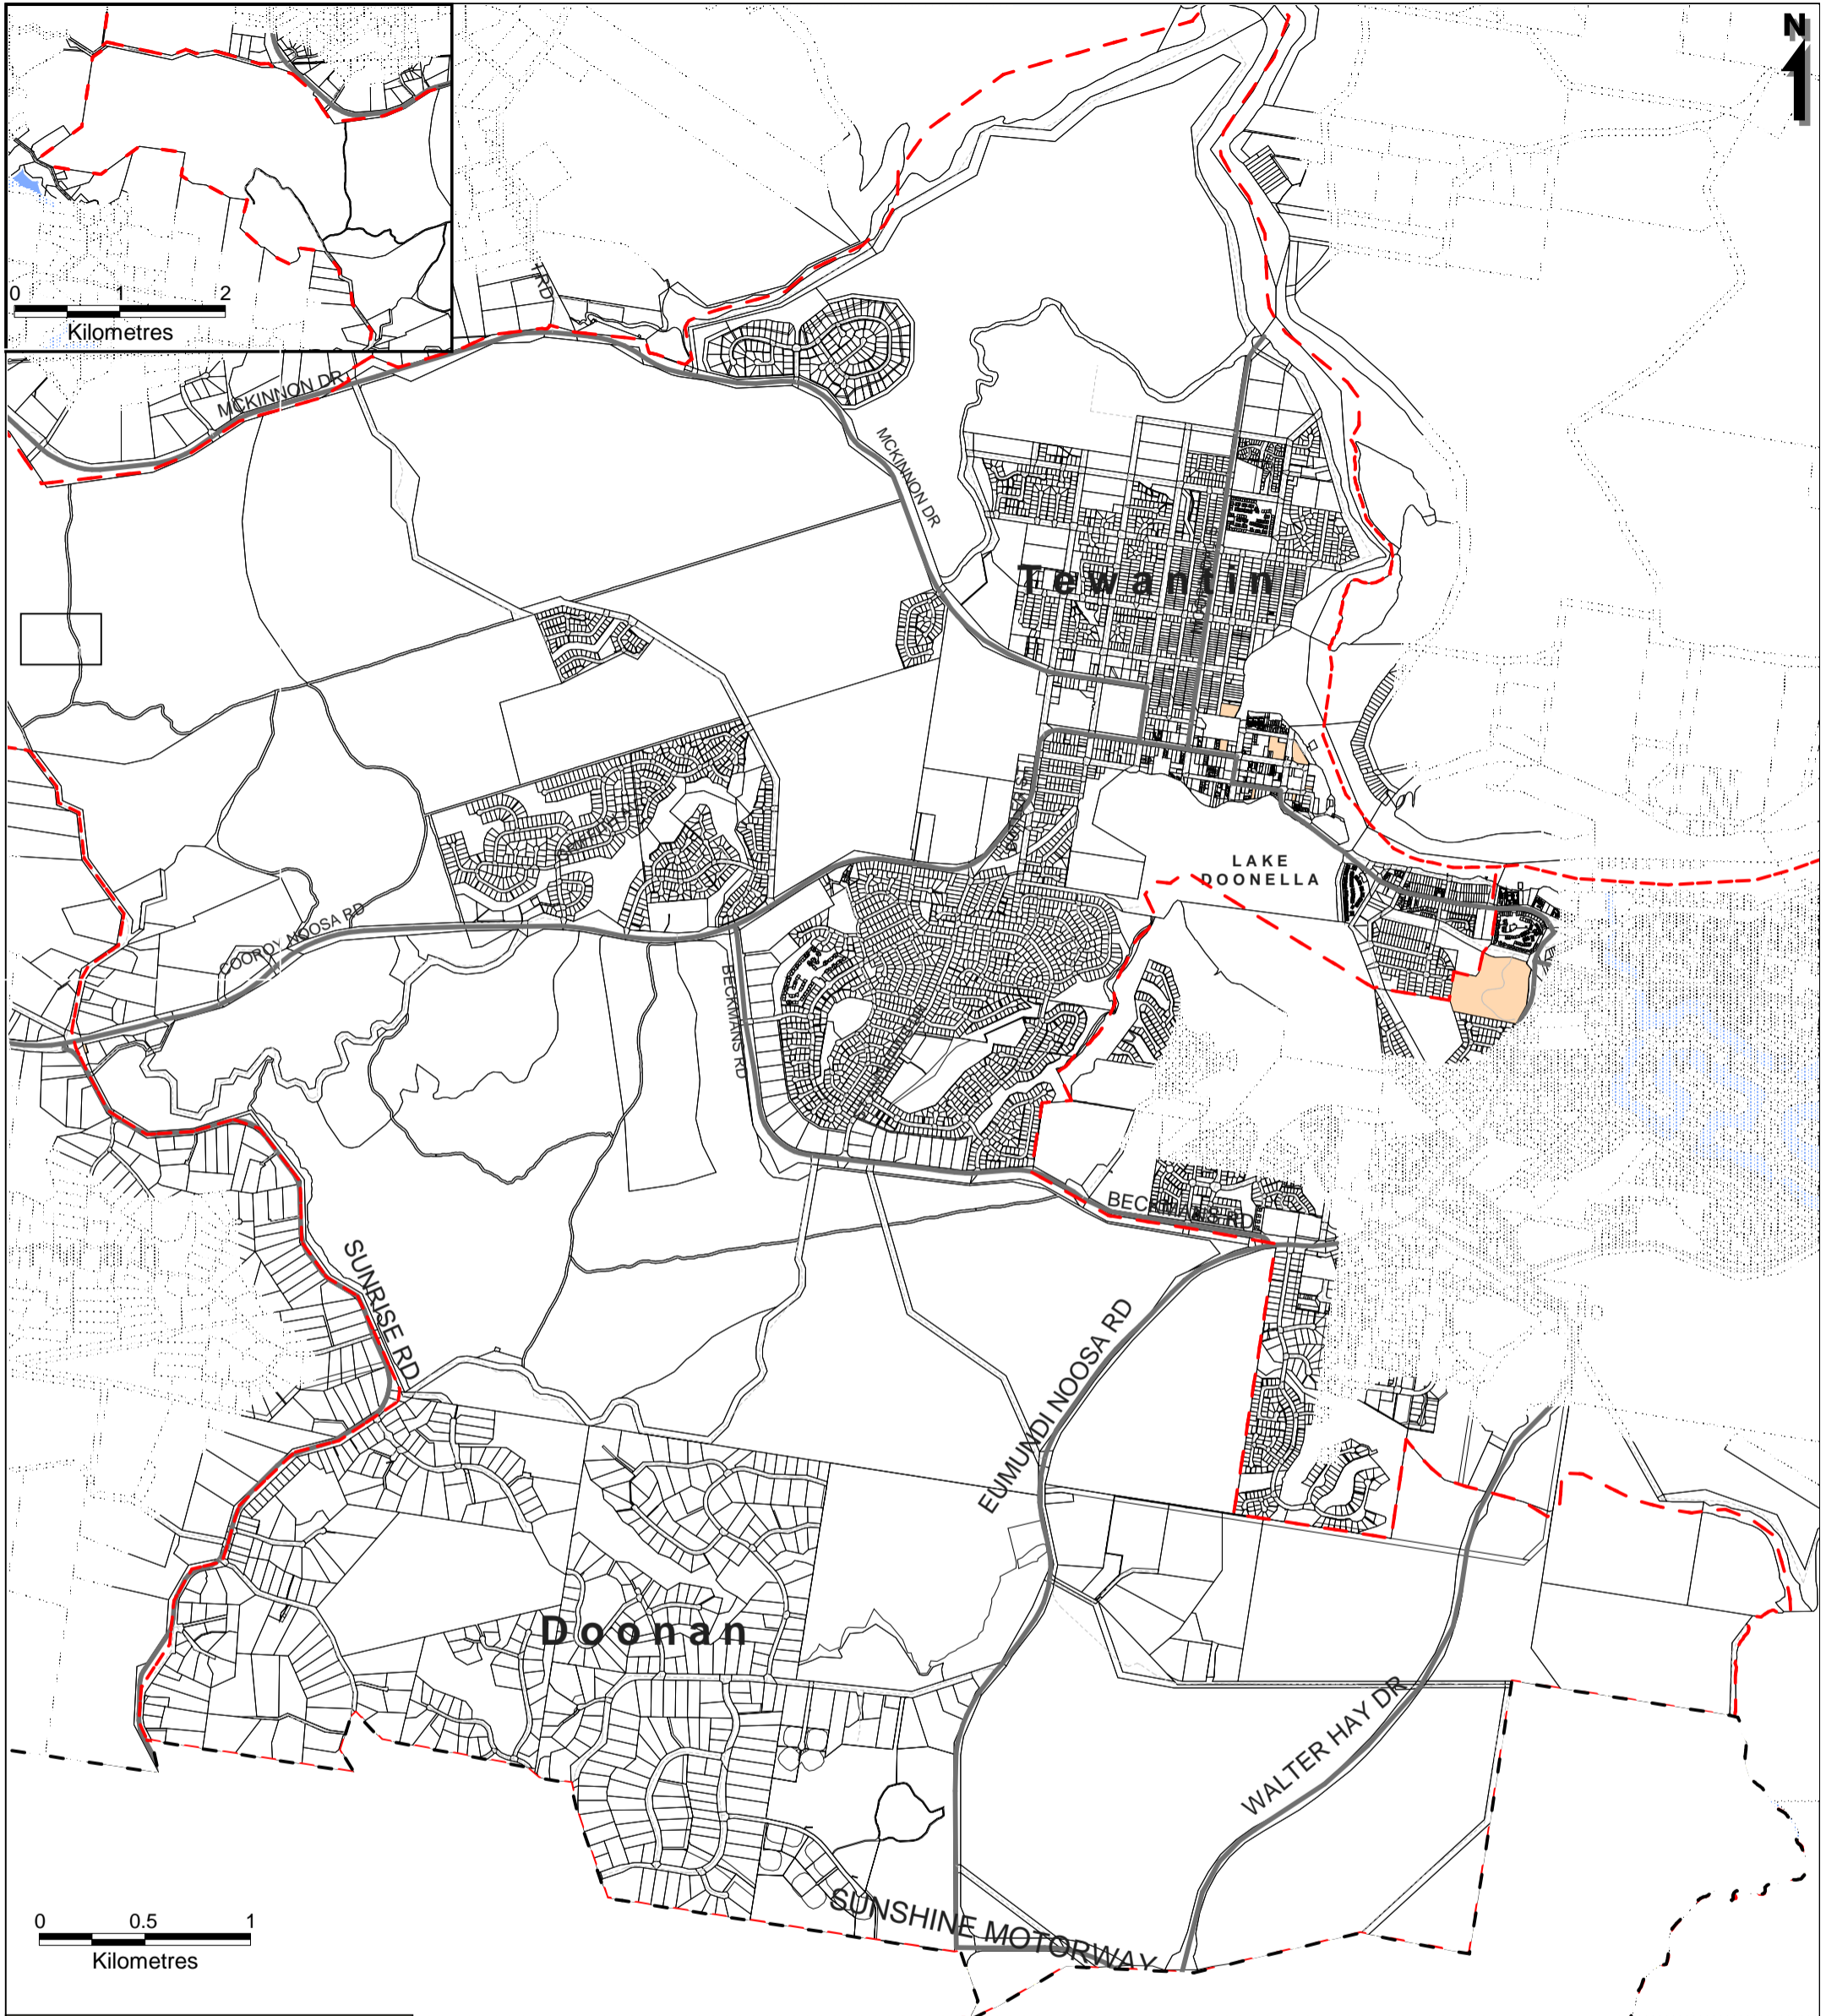 N
0 1 2
Kilometres
RD
MCKINNON DR
MCKINNON DR
Tewantin
LAKE
DOONELLA
COOROY NOOSA RD
BECKMANS RD
BECKMANS RD
SUNRISE RD
EUMUNDI NOOSA RD
Doonan
WALTER HAY DR
SUNSHINE MOTORWAY
0 0.5 1
Kilometres